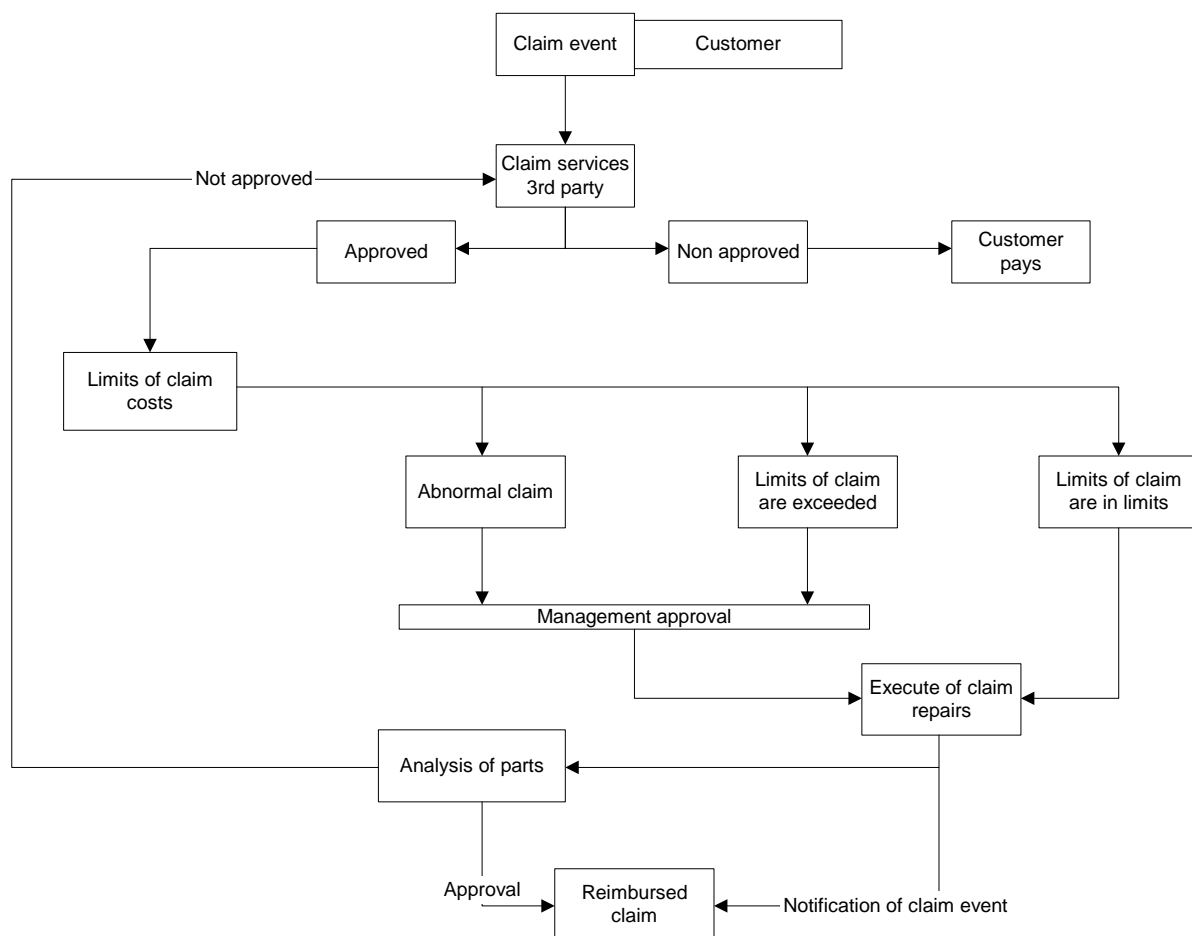 Claim event
Customer
Claim services
3rd party
Not approved
Approved
Non approved
Customer
pays
Limits of claim
costs
Abnormal claim
Limits of claim
are exceeded
Limits of claim
are in limits
Management approval
Execute of claim
repairs
Analysis of parts
Approval
Reimbursed
claim
Notification of claim event